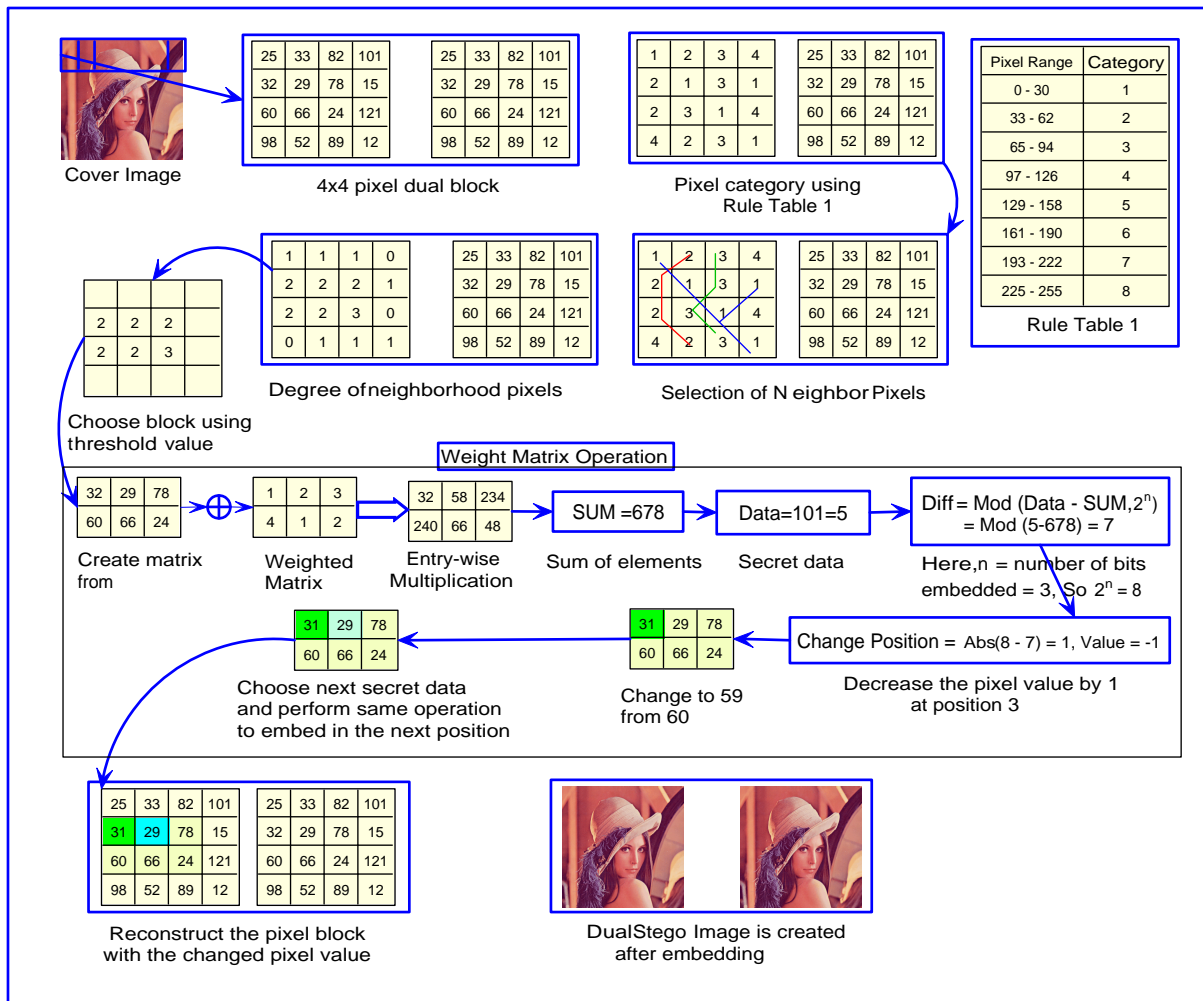 25 33 82 101
32 29 78 15
60 66 24 121
98 52 89 12
25 33 82 101
32 29 78 15
60 66 24 121
98 52 89 12
Cover Image
4x4 pixel dual block
1 2 3 4
2 1 3 1
2 3 1 4
4 2 3 1
25 33 82 101
32 29 78 15
60 66 24 121
98 52 89 12
Pixel category using
Rule Table 1
Pixel Range Category
0 - 30 1
33 - 62 2
65 - 94 3
97 - 126 4
129 - 158 5
161 - 190 6
193 - 222 7
225 - 255 8
Rule Table 1
2 2 2
2 2 3
Choose block using
threshold value
1 1 1 0
2 2 2 1
2 2 3 0
0 1 1 1
25 33 82 101
32 29 78 15
60 66 24 121
98 52 89 12
Degree of neighborhood pixels
1 2 3 4
2 1 3 1
2 3 1 4
4 2 3 1
25 33 82 101
32 29 78 15
60 66 24 121
98 52 89 12
Selection of N eighbor Pixels
Weight Matrix Operation
32 29 78
60 66 24
Create matrix
from
1 2 3
4 1 2
Weighted
Matrix
32 58 234
240 66 48
Entry-wise
Multiplication
SUM =678
Sum of elements
Data=101=5
Secret data
Diff = Mod (Data - SUM,2^n)
= Mod (5-678) = 7
Here,n = number of bits
embedded = 3, So 2^n = 8
Change Position = Abs(8 - 7) = 1, Value = -1
Decrease the pixel value by 1
at position 3
31 29 78
60 66 24
Change to 59
from 60
31 29 78
60 66 24
Choose next secret data
and perform same operation
to embed in the next position
25 33 82 101
31 29 78 15
60 66 24 121
98 52 89 12
25 33 82 101
32 29 78 15
60 66 24 121
98 52 89 12
Reconstruct the pixel block
with the changed pixel value
DualStego Image is created
after embedding